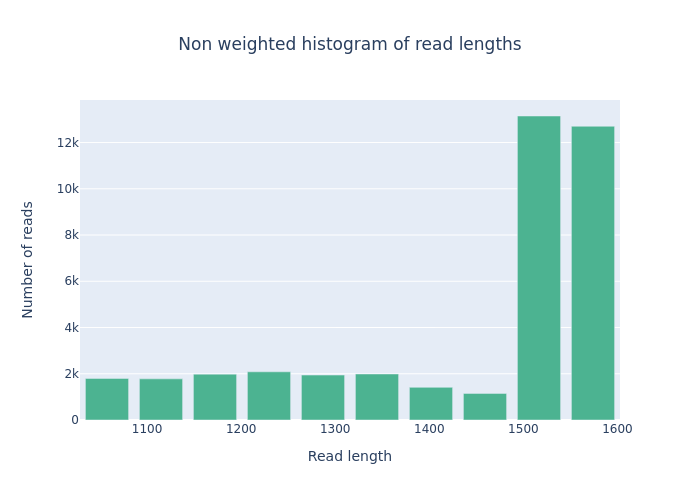 Non weighted histogram of read lengths
12k
10k
8k
6k
4k
2k
0
Number of reads
1100 1200 1300 1400 1500 1600
Read length